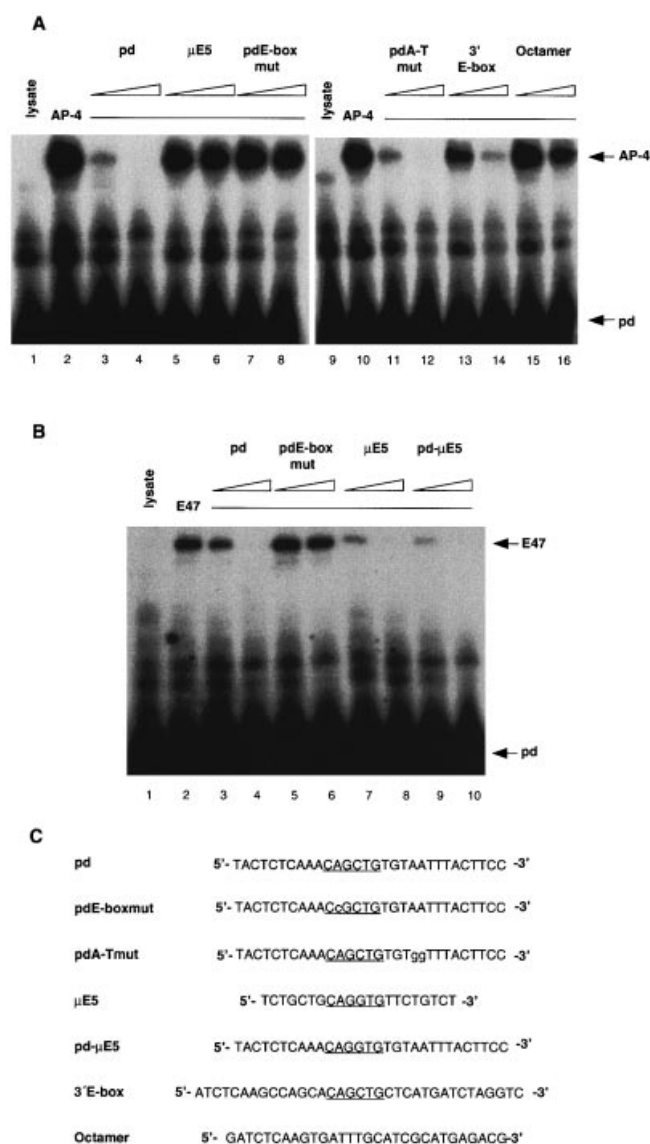 A
pd μE5 pdE-box mut pdA-T mut 3' E-box Octamer
lysate AP-4 lysate AP-4
AP-4
pd
1 2 3 4 5 6 7 8 9 10 11 12 13 14 15 16
B
pd pdE-box mut μE5 pd-μE5
lysate E47
E47
pd
1 2 3 4 5 6 7 8 9 10
C
pd 5'- TACTCTCAAACAGCTGTGTAATTTACTTCC -3'
pdE-boxmut 5'- TACTCTCAAACcGCTGTGTAATTTACTTCC -3'
pdA-Tmut 5'- TACTCTCAAACAGCTGTGTggTTTACTTCC -3'
μE5 5'- TCTGCTGCAGGTGTTCTGTCT -3'
pd-μE5 5'- TACTCTCAAACAGGTGTGTAATTTACTTCC -3'
3´E-box 5'- ATCTCAAGCCAGCACAGCTGCTCATGATCTAGGTC -3'
Octamer 5'- GATCTCAAGTGATTTGCATCGCATGAGACG-3'